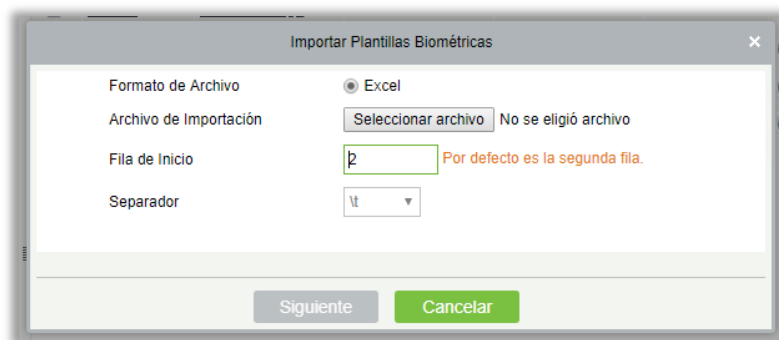 Importar Plantillas Biométricas ×
Formato de Archivo Excel
Archivo de Importación Seleccionar archivo No se eligió archivo
Fila de Inicio 2 Por defecto es la segunda fila.
Separador \t
Siguiente Cancelar